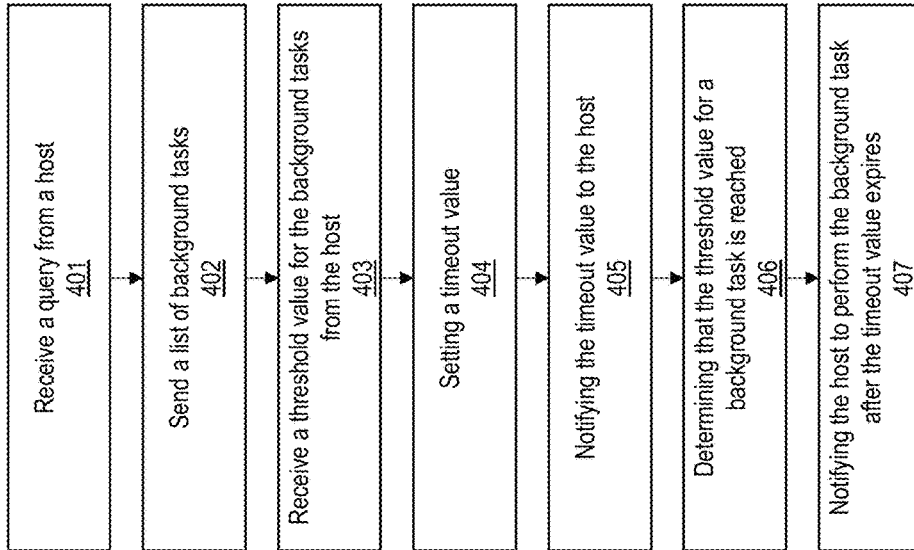 Receive a query from a host
401
Send a list of background tasks
402
Receive a threshold value for the background tasks
from the host
403
Setting a timeout value
404
Notifying the timeout value to the host
405
Determining that the threshold value for a
background task is reached
406
Notifying the host to perform the background task
after the timeout value expires
407